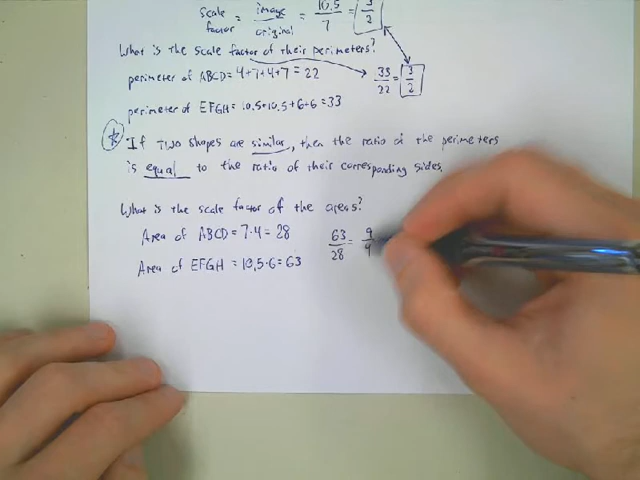 scale factor = image/original = 10.5/7 = 3/2
What is the scale factor of their perimeters?
perimeter of ABCD = 4+7+4+7 = 22
33/22 = 3/2
perimeter of EFGH = 10.5+10.5+6+6 = 33
* If two shapes are similar, then the ratio of the perimeters
is equal to the ratio of their corresponding sides.
What is the scale factor of the areas?
Area of ABCD = 7·4 = 28
63/28 = 9/4
Area of EFGH = 10.5·6 = 63